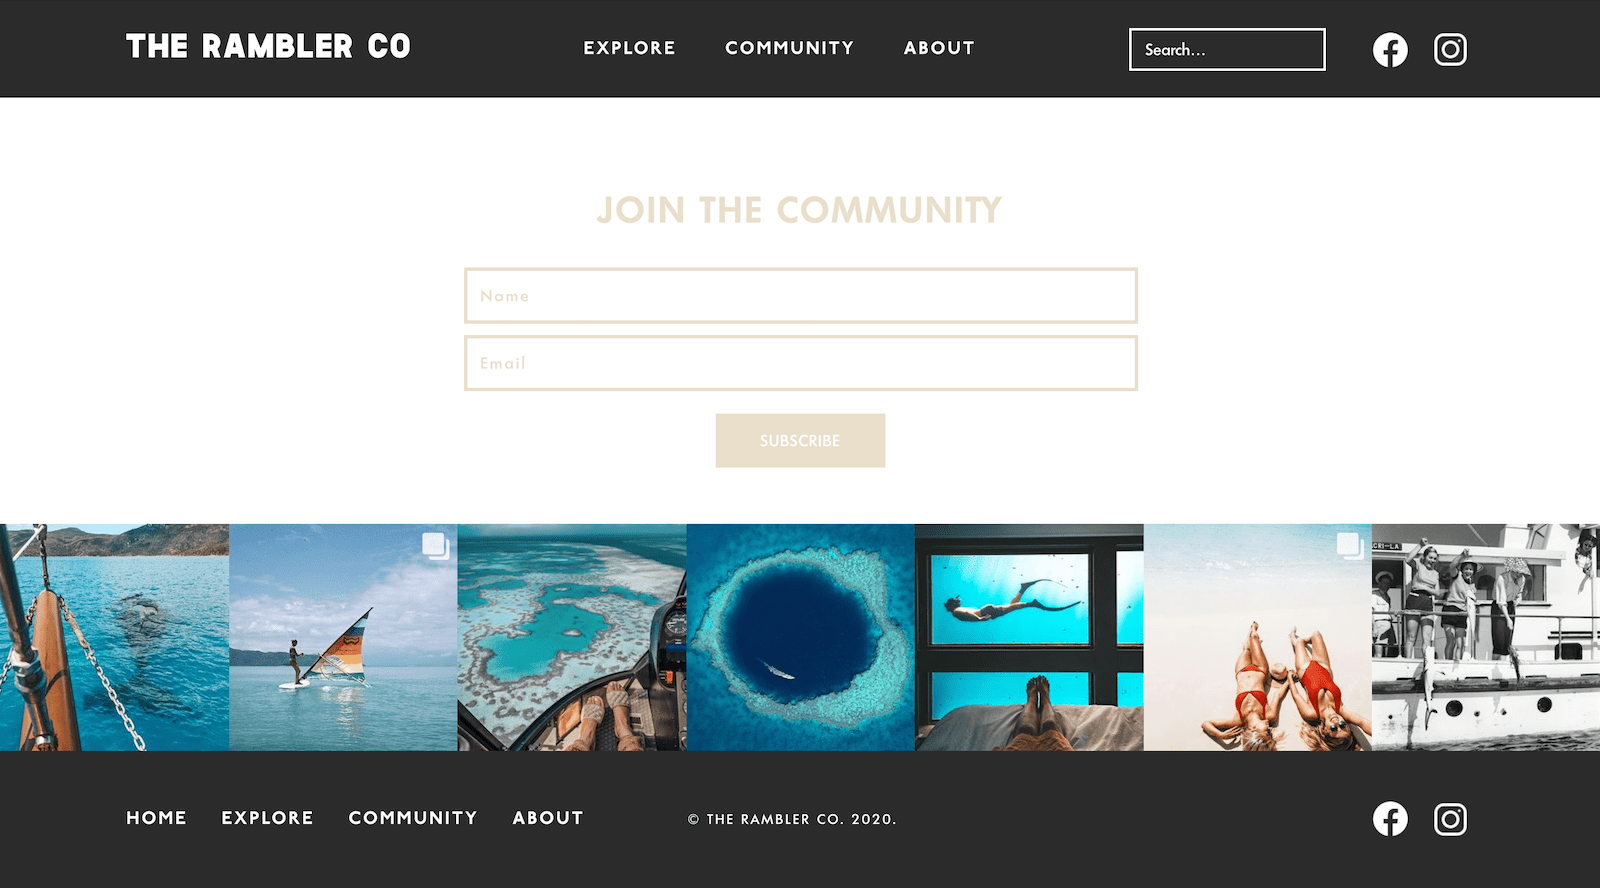 THE RAMBLER CO
EXPLORE COMMUNITY ABOUT
Search...
JOIN THE COMMUNITY
Name
Email
SUBSCRIBE
CRI-LA
HOME EXPLORE COMMUNITY ABOUT
© THE RAMBLER CO. 2020.